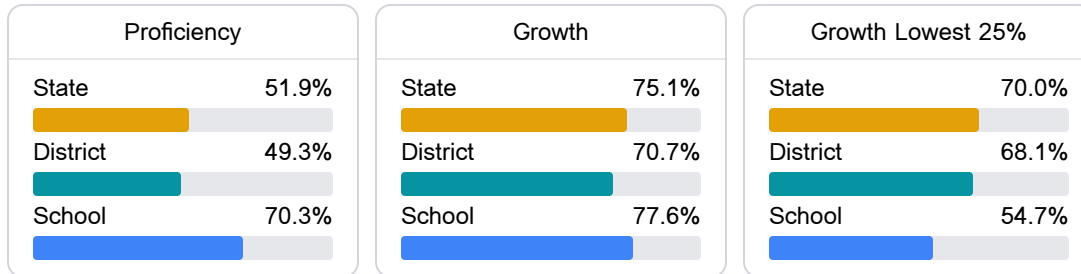 Proficiency
State 51.9%
District 49.3%
School 70.3%
Growth
State 75.1%
District 70.7%
School 77.6%
Growth Lowest 25%
State 70.0%
District 68.1%
School 54.7%